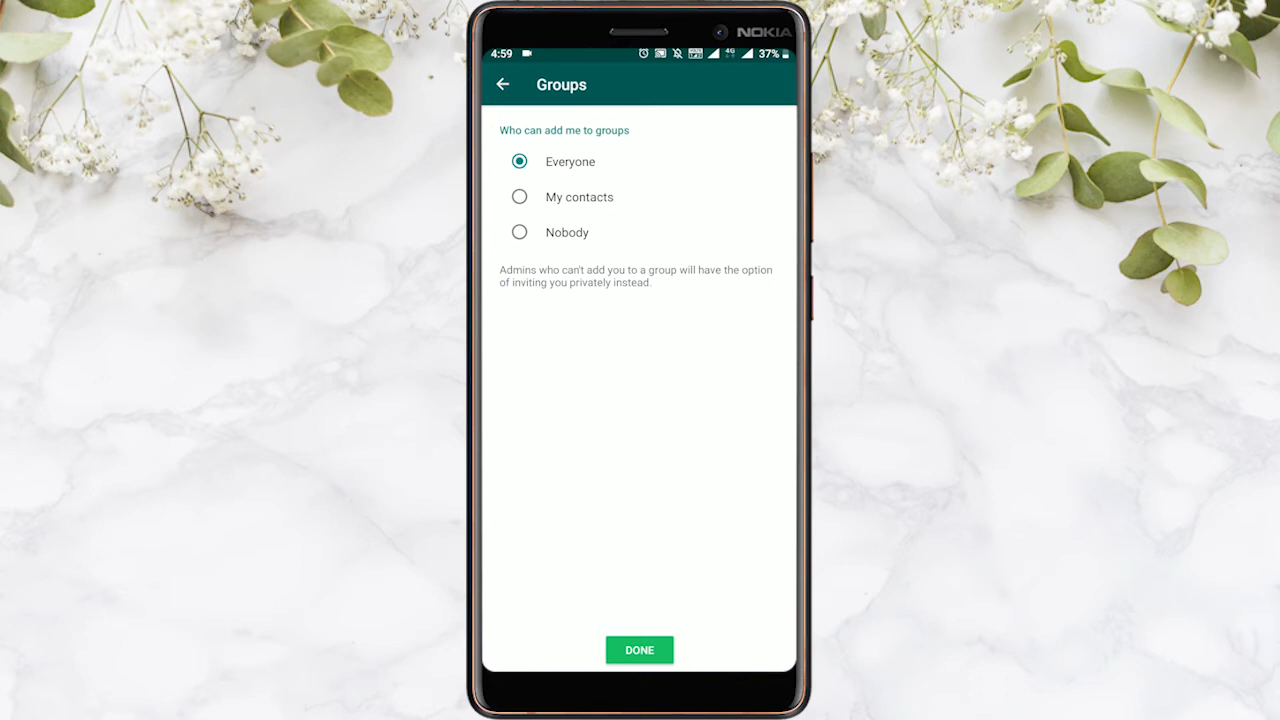 NOKIA
4:59
4G
37%
Groups
Who can add me to groups
Everyone
My contacts
Nobody
Admins who can't add you to a group will have the option
of inviting you privately instead.
DONE